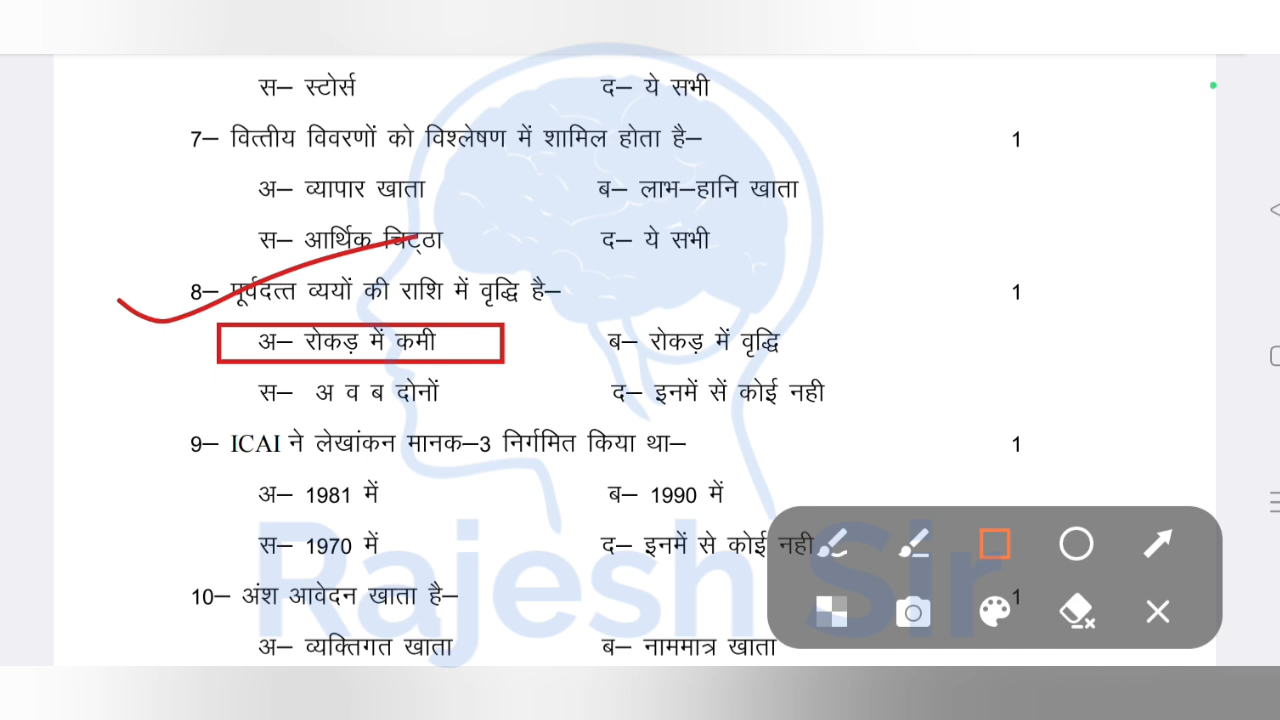 स– स्टोर्स द– ये सभी
7– वित्तीय विवरणों को विश्लेषण में शामिल होता है– 1
अ– व्यापार खाता ब– लाभ–हानि खाता
स– आर्थिक चिट्ठा द– ये सभी
8– पूर्वदत्त व्ययों की राशि में वृद्धि है– 1
अ– रोकड़ में कमी ब– रोकड़ में वृद्धि
स– अ व ब दोनों द– इनमें सें कोई नही
9– ICAI ने लेखांकन मानक–3 निर्गमित किया था– 1
अ– 1981 में ब– 1990 में
स– 1970 में द– इनमें से कोई नही
10– अंश आवेदन खाता है– 1
अ– व्यक्तिगत खाता ब– नाममात्र खाता
Rajesh Sir